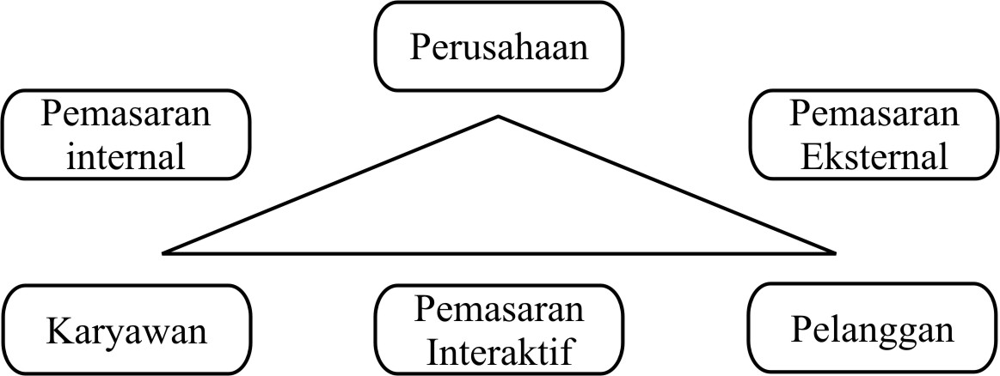 Perusahaan
Pemasaran
internal
Pemasaran
Eksternal
Karyawan
Pemasaran
Interaktif
Pelanggan